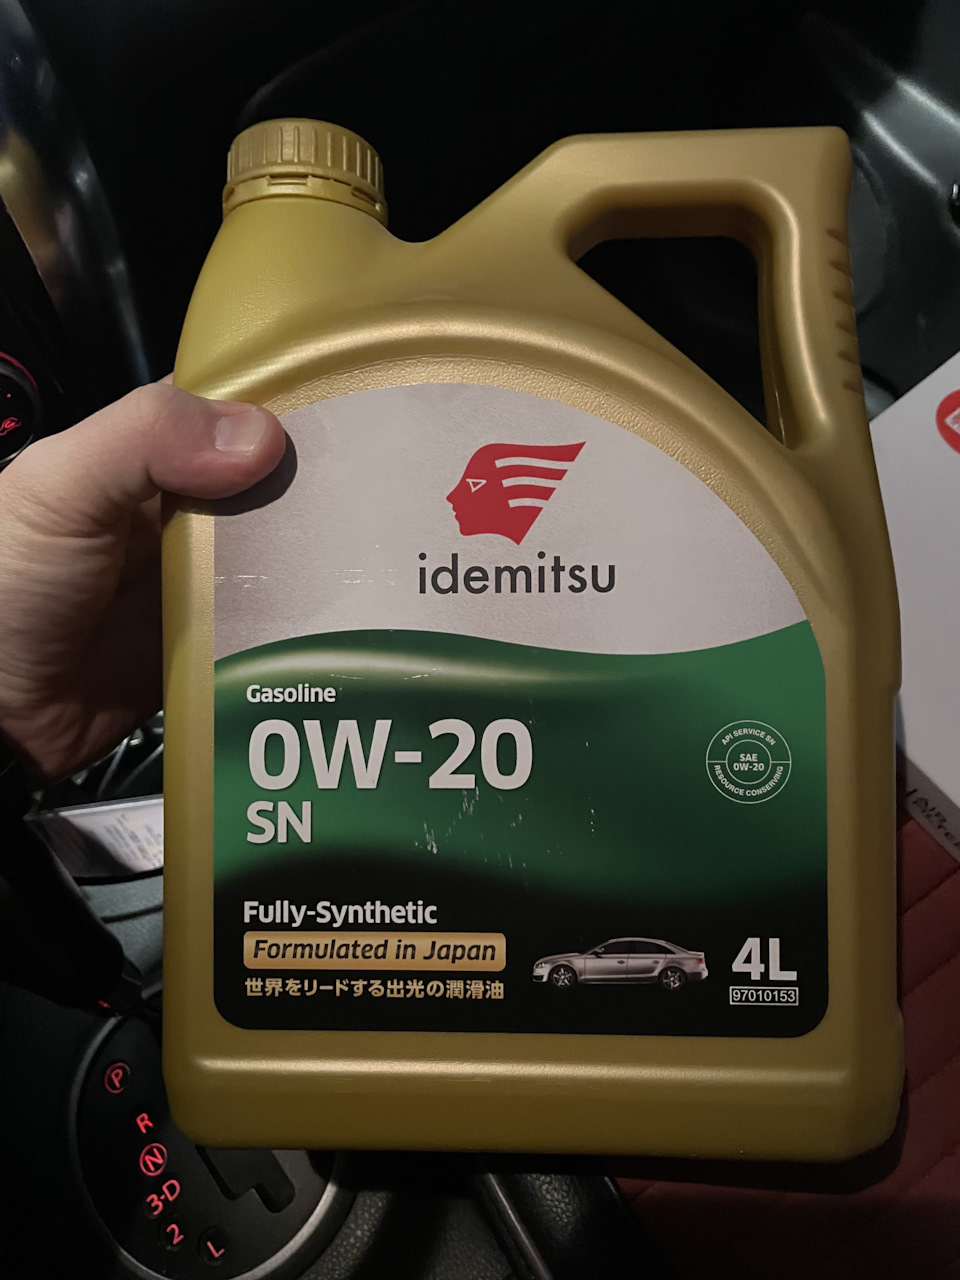 idemitsu
Gasoline
0W-20
SN
API SERVICE SN
SAE
0W-20
RESOURCE CONSERVING
Fully-Synthetic
Formulated in Japan
世界をリードする出光の潤滑油
4L
97010153
P
R
N
3-D
2
L